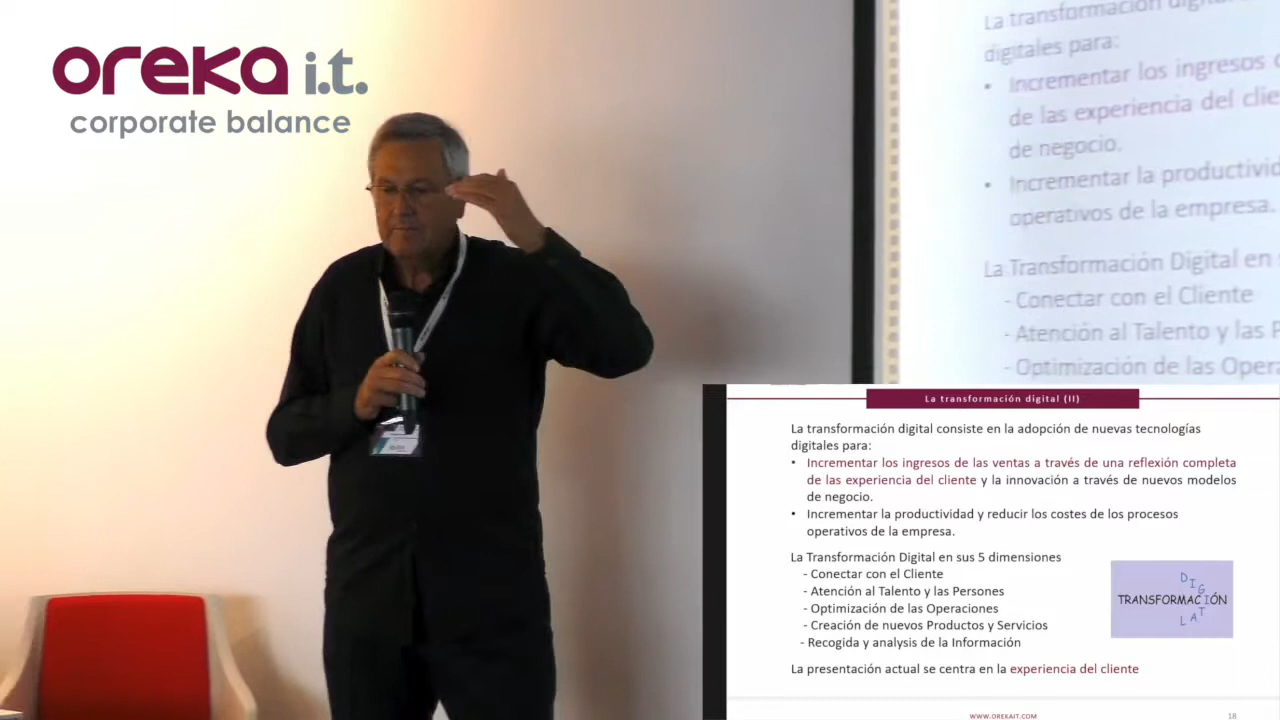 oreka i.t.
corporate balance
La transformación digital
digitales para:
• Incrementar los ingresos
de las experiencia del
de negocio.
• Incrementar la
operativos de la empresa.
La Transformación Digital en
- Conectar con el Cliente
- Atención al Talento y las
- Optimización de las
La transformación digital (II)
La transformación digital consiste en la adopción de nuevas tecnologías
digitales para:
• Incrementar los ingresos de las ventas a través de una reflexión completa
de las experiencia del cliente y la innovación a través de nuevos modelos
de negocio.
• Incrementar la productividad y reducir los costes de los procesos
operativos de la empresa.
La Transformación Digital en sus 5 dimensiones
- Conectar con el Cliente
- Atención al Talento y las Persones
- Optimización de las Operaciones
- Creación de nuevos Productos y Servicios
- Recogida y analysis de la Información
DIGITAL
TRANSFORMACIÓN
La presentación actual se centra en la experiencia del cliente
WWW.OREKAIT.COM
18